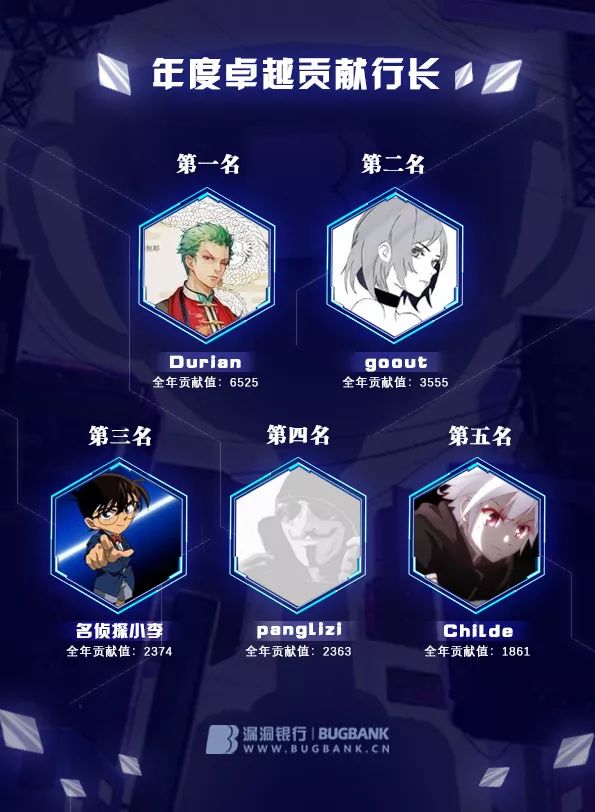 年度卓越贡献行长
第一名
第二名
Durian
goout
全年贡献值：6525
全年贡献值：3555
第三名
第四名
第五名
名侦探小李
panglizi
Childe
全年贡献值：2374
全年贡献值：2363
全年贡献值：1861
漏洞银行 | BUGBANK
WWW.BUGBANK.CN